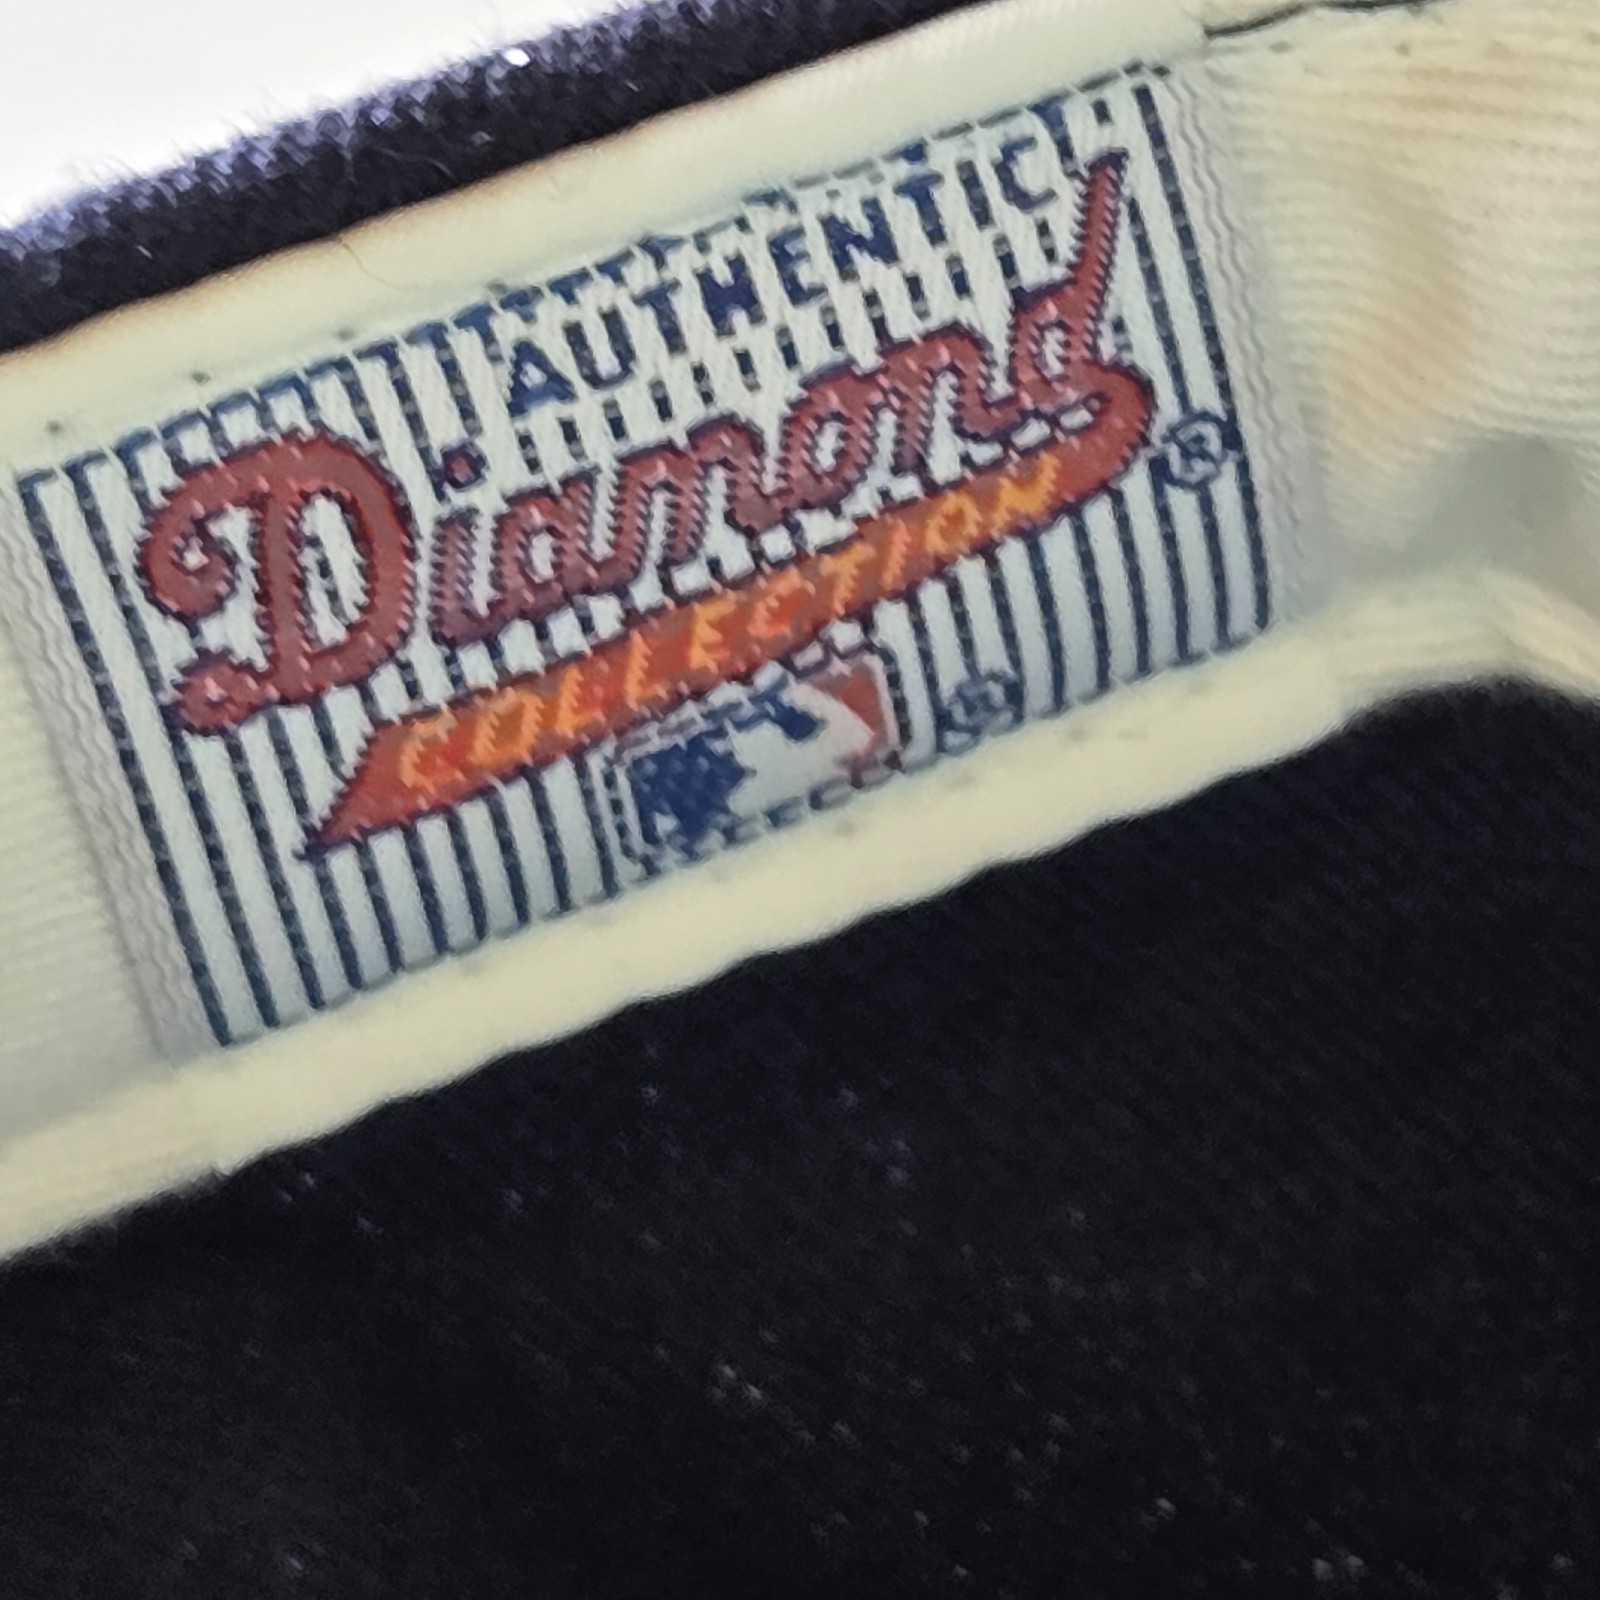 AUTHENTIC
Diamond ®
COLLECTION
®